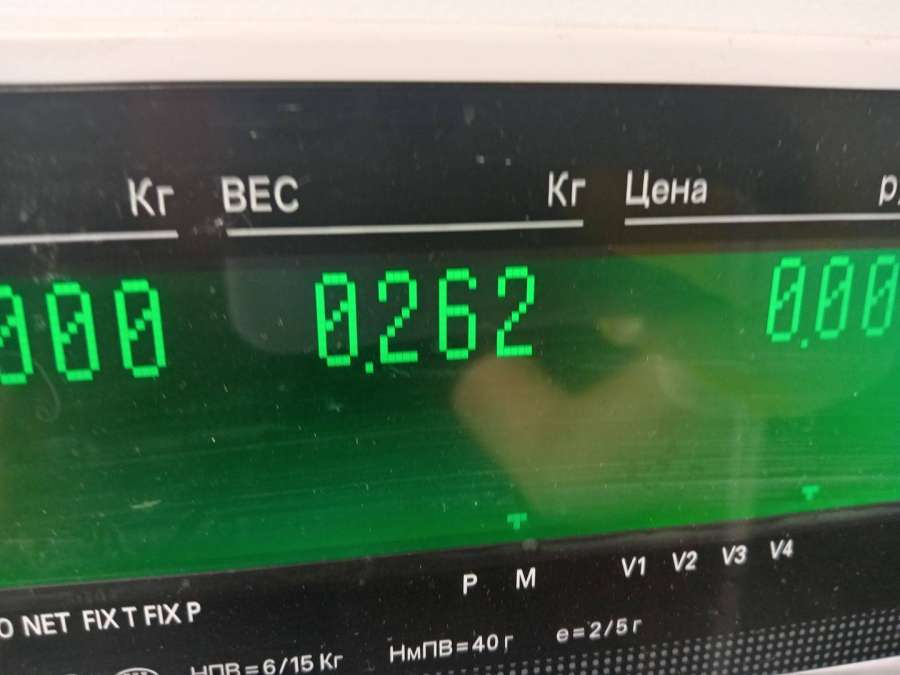 Кг ВЕС Кг Цена
000 0.262 0.00
V1 V2 V3 V4
P M
NET FIX T FIX P
НПВ=6/15 Кг НмПВ=40 г e=2/5 г